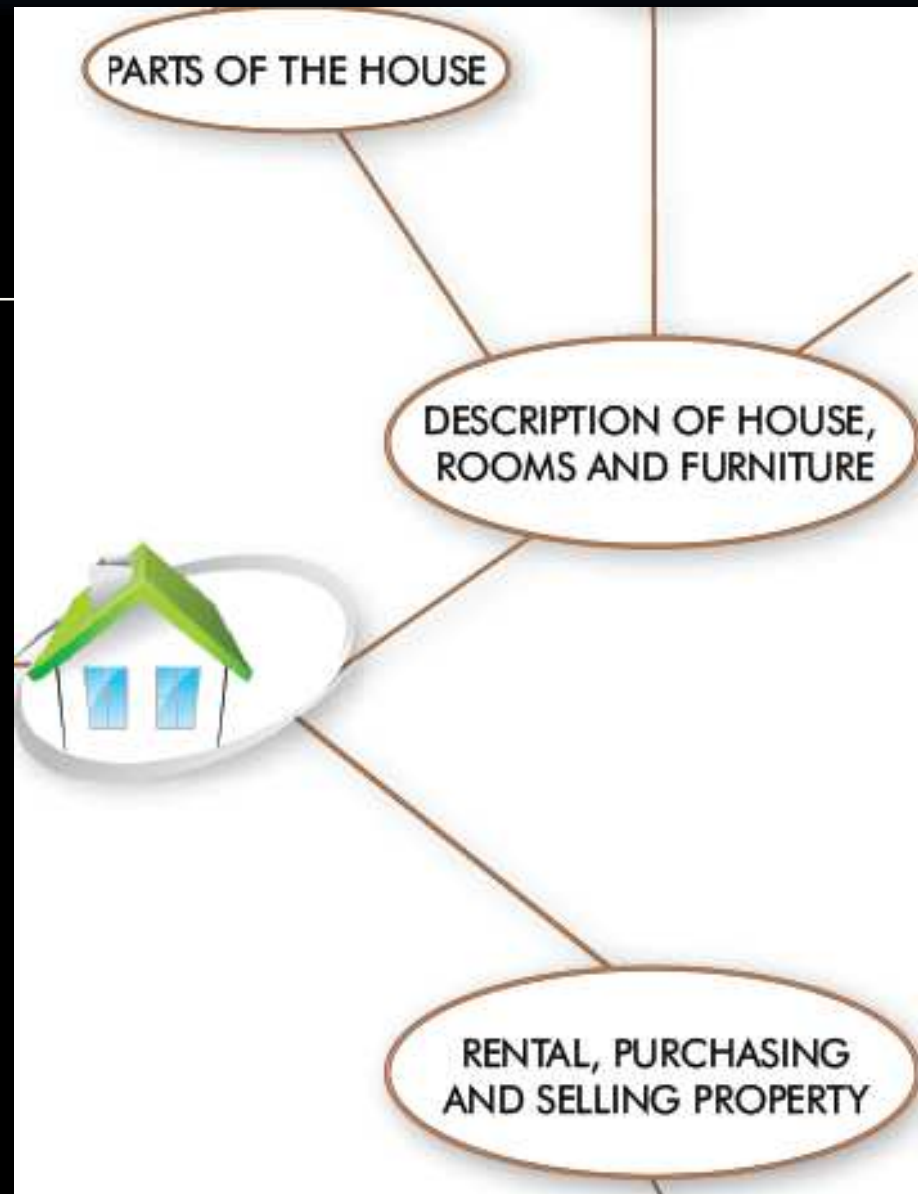 PARTS OF THE HOUSE
DESCRIPTION OF HOUSE,
ROOMS AND FURNITURE
RENTAL, PURCHASING
AND SELLING PROPERTY